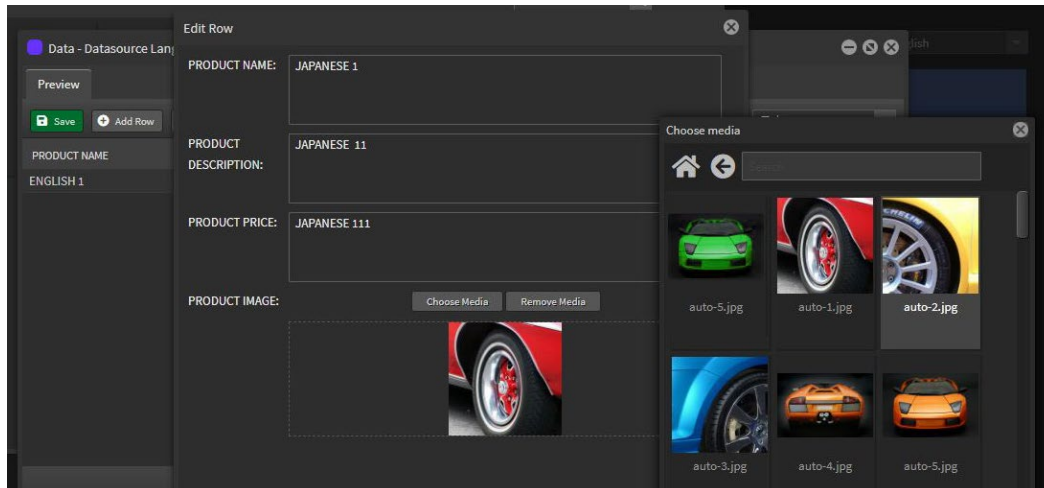 Edit Row
Data - Datasource Lang
lish
Preview
Save
Add Row
PRODUCT NAME
ENGLISH 1
PRODUCT NAME:
JAPANESE 1
PRODUCT
DESCRIPTION:
JAPANESE 11
PRODUCT PRICE:
JAPANESE 111
PRODUCT IMAGE:
Choose Media
Remove Media
Choose media
Search
auto-5.jpg
auto-1.jpg
auto-2.jpg
auto-3.jpg
auto-4.jpg
auto-5.jpg